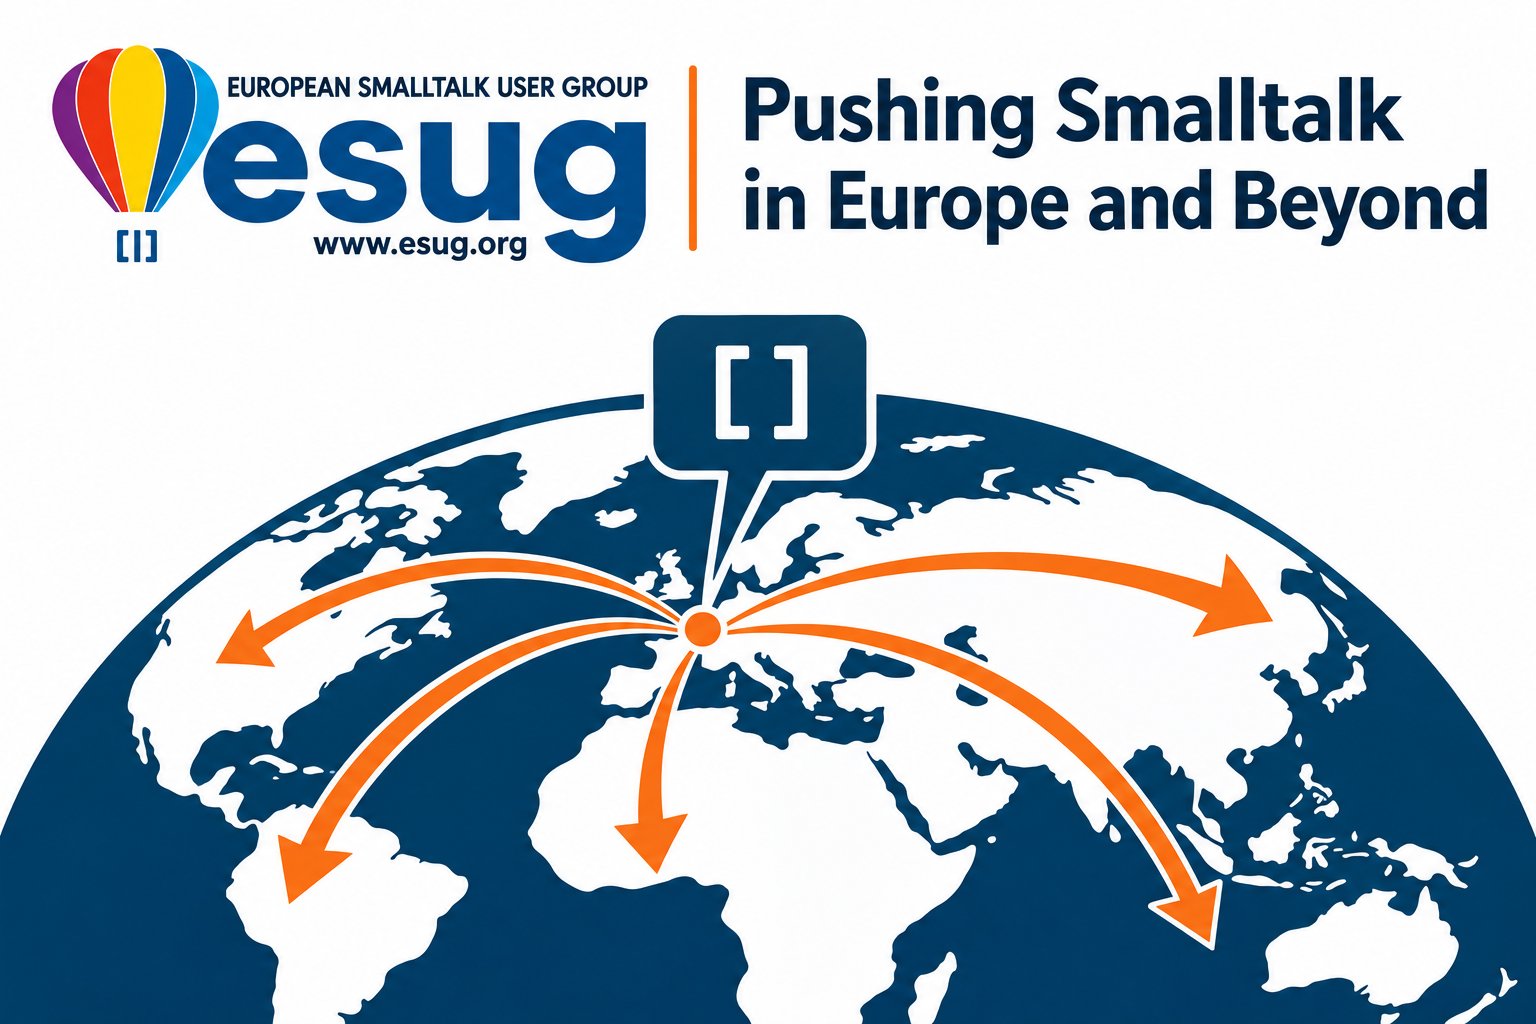 EUROPEAN SMALLTALK USER GROUP
esug
www.esug.org
[|]
Pushing Smalltalk
in Europe and Beyond
[ ]